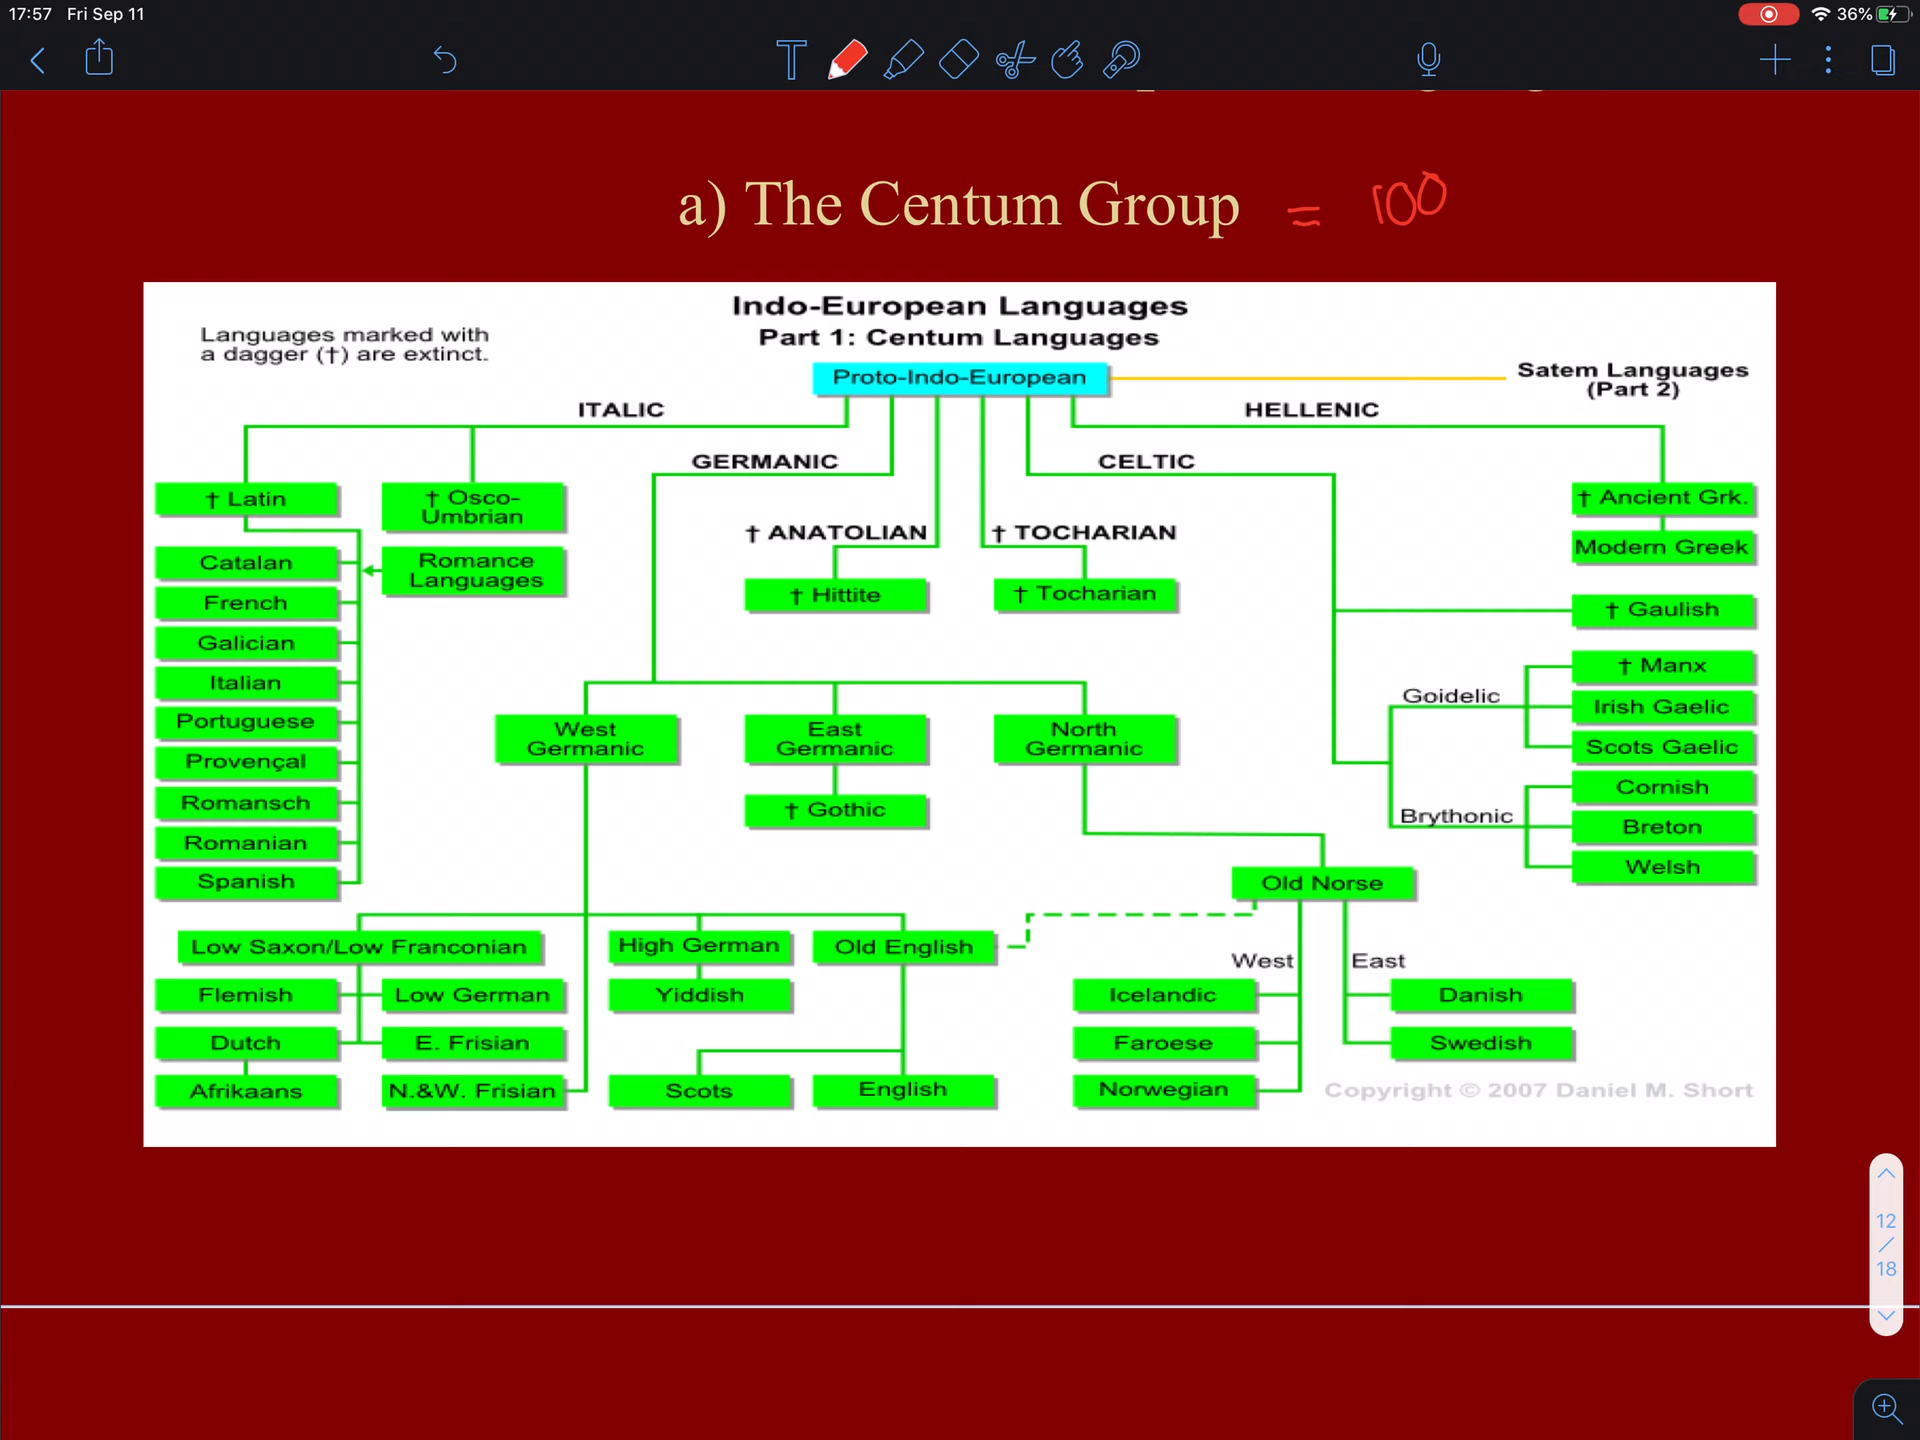 17:57 Fri Sep 11
36%
T
a) The Centum Group = 100
Indo-European Languages
Part 1: Centum Languages
Languages marked with
a dagger (†) are extinct.
Proto-Indo-European
Satem Languages
(Part 2)
ITALIC
HELLENIC
GERMANIC
CELTIC
† Latin
† Osco-
Umbrian
† Ancient Grk.
† ANATOLIAN
† TOCHARIAN
Modern Greek
Catalan
Romance
Languages
French
† Hittite
† Tocharian
† Gaulish
Galician
Italian
† Manx
Goidelic
Irish Gaelic
Portuguese
West
Germanic
East
Germanic
North
Germanic
Scots Gaelic
Provençal
Cornish
Romansch
† Gothic
Brythonic
Breton
Romanian
Welsh
Spanish
Old Norse
Low Saxon/Low Franconian
High German
Old English
West
East
Flemish
Low German
Yiddish
Icelandic
Danish
Dutch
E. Frisian
Faroese
Swedish
Afrikaans
N.&W. Frisian
Scots
English
Norwegian
Copyright © 2007 Daniel M. Short
12
/
18